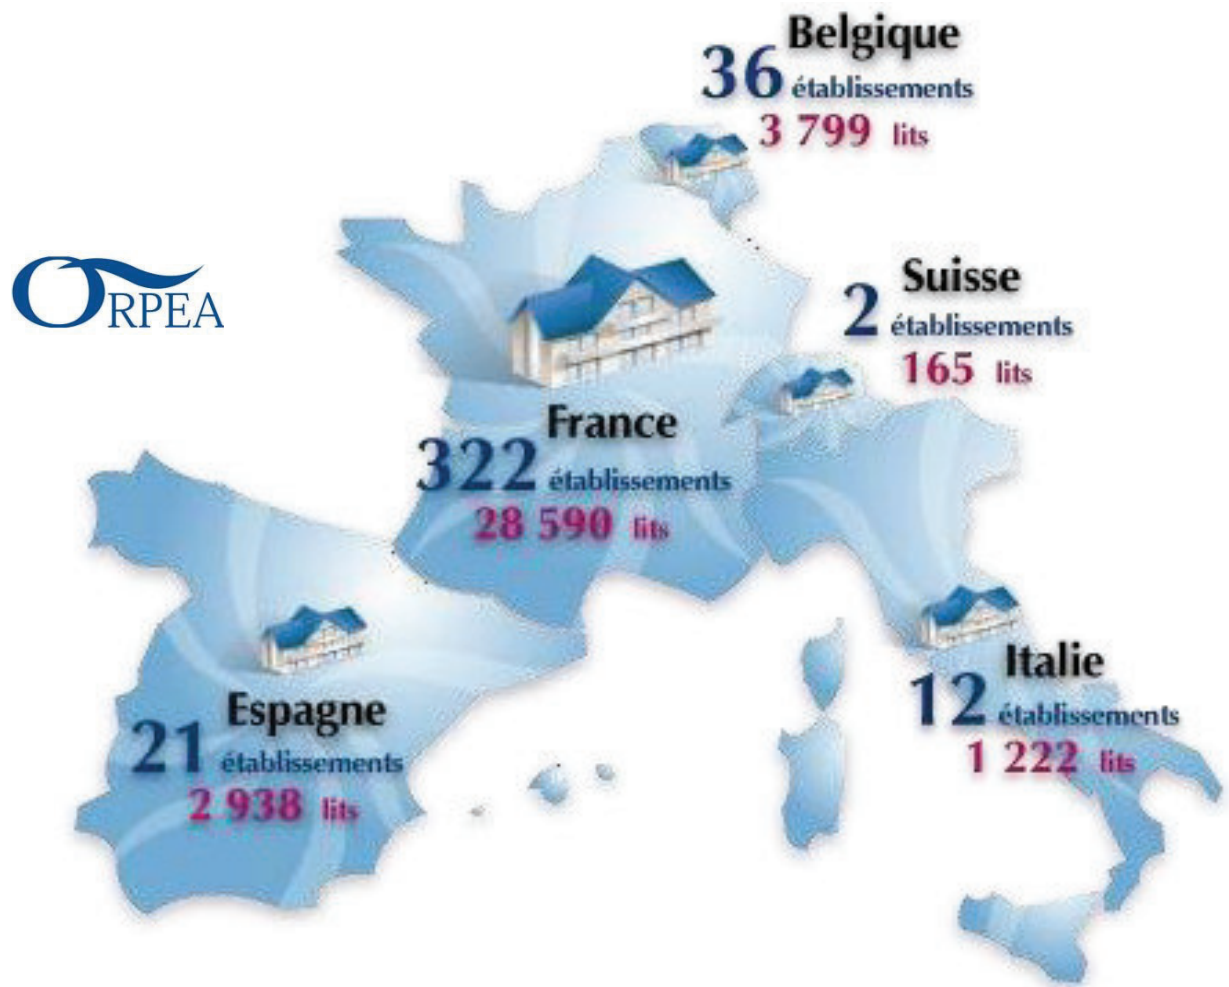 Belgique
36 établissements
3 799 lits
ORPEA
Suisse
2 établissements
165 lits
France
322 établissements
28 590 lits
Italie
12 établissements
1 222 lits
Espagne
21 établissements
2 938 lits